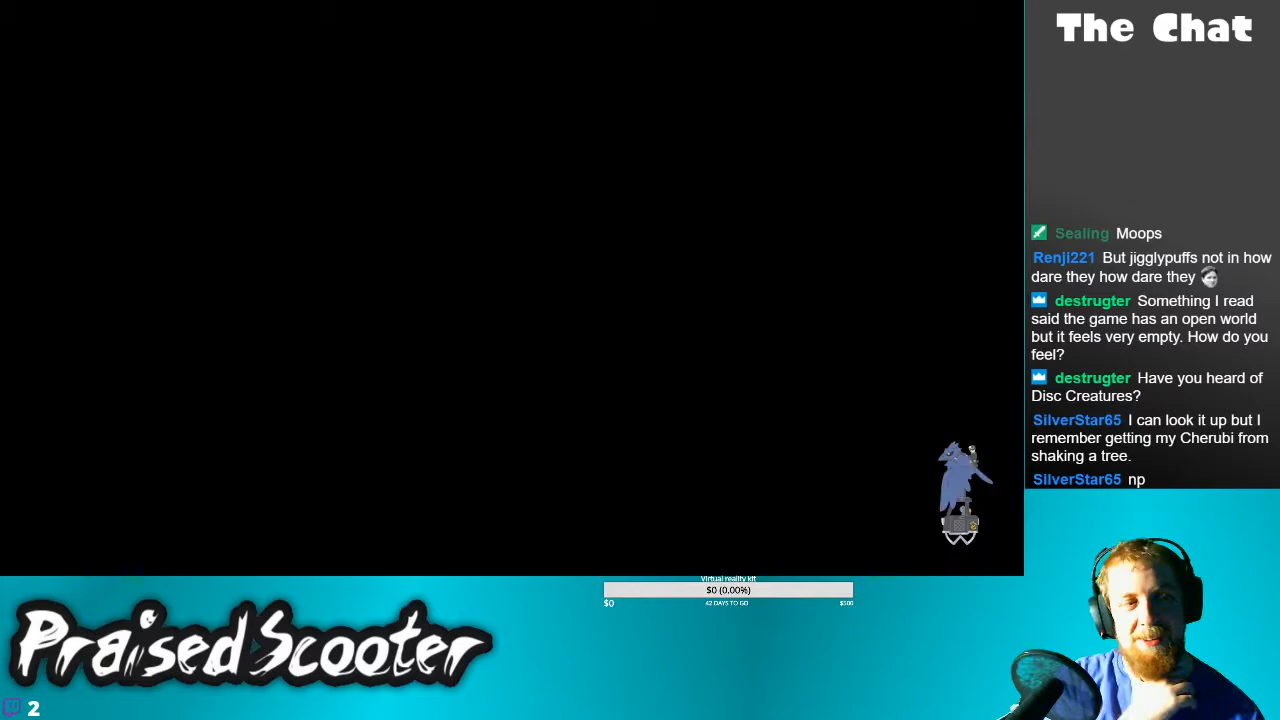 The Chat
Sealing Moops
Renji221 But jigglypuffs not in how
dare they how dare they
destrugter Something I read
said the game has an open world
but it feels very empty. How do you
feel?
destrugter Have you heard of
Disc Creatures?
SilverStar65 I can look it up but I
remember getting my Cherubi from
shaking a tree.
SilverStar65 np
Virtual reality kit
$0 (0.00%)
$0 42 DAYS TO GO $500
Praised Scooter
2